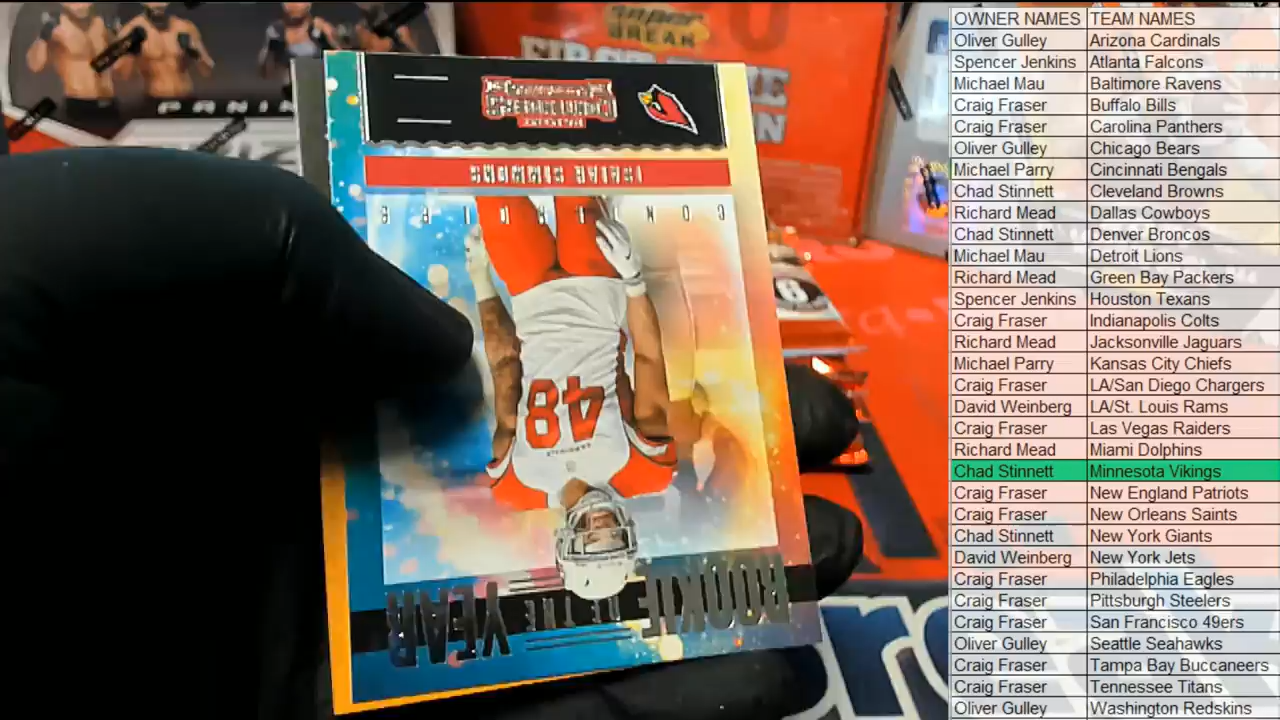 OWNER NAMES TEAM NAMES
Oliver Gulley Arizona Cardinals
Spencer Jenkins Atlanta Falcons
Michael Mau Baltimore Ravens
Craig Fraser Buffalo Bills
Craig Fraser Carolina Panthers
Oliver Gulley Chicago Bears
Michael Parry Cincinnati Bengals
Chad Stinnett Cleveland Browns
Richard Mead Dallas Cowboys
Chad Stinnett Denver Broncos
Michael Mau Detroit Lions
Richard Mead Green Bay Packers
Spencer Jenkins Houston Texans
Craig Fraser Indianapolis Colts
Richard Mead Jacksonville Jaguars
Michael Parry Kansas City Chiefs
Craig Fraser LA/San Diego Chargers
David Weinberg LA/St. Louis Rams
Craig Fraser Las Vegas Raiders
Richard Mead Miami Dolphins
Chad Stinnett Minnesota Vikings
Craig Fraser New England Patriots
Craig Fraser New Orleans Saints
Chad Stinnett New York Giants
David Weinberg New York Jets
Craig Fraser Philadelphia Eagles
Craig Fraser Pittsburgh Steelers
Craig Fraser San Francisco 49ers
Oliver Gulley Seattle Seahawks
Craig Fraser Tampa Bay Buccaneers
Craig Fraser Tennessee Titans
Oliver Gulley Washington Redskins
PANIN
Super
BREAK
ROOKIE OF THE YEAR
48
CONTENDERS
ISAIAH SIMMONS